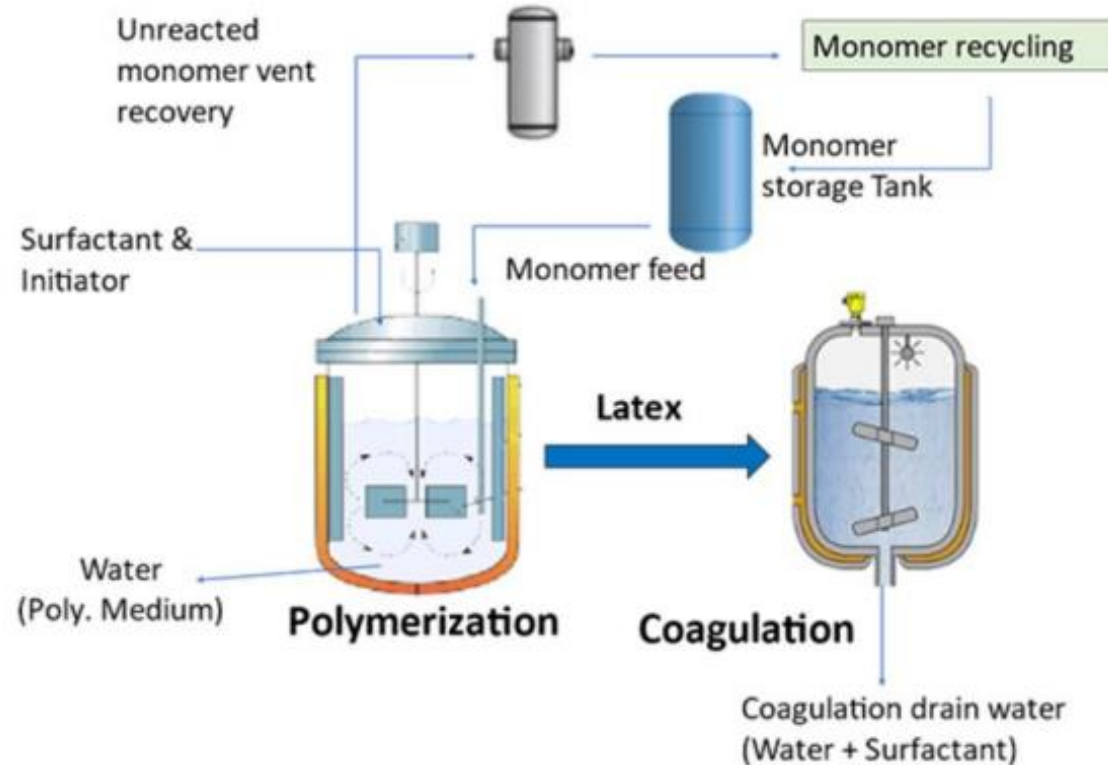 Unreacted
monomer vent
recovery
Monomer recycling
Monomer
storage Tank
Surfactant &
Initiator
Monomer feed
Latex
Water
(Poly. Medium)
Polymerization
Coagulation
Coagulation drain water
(Water + Surfactant)